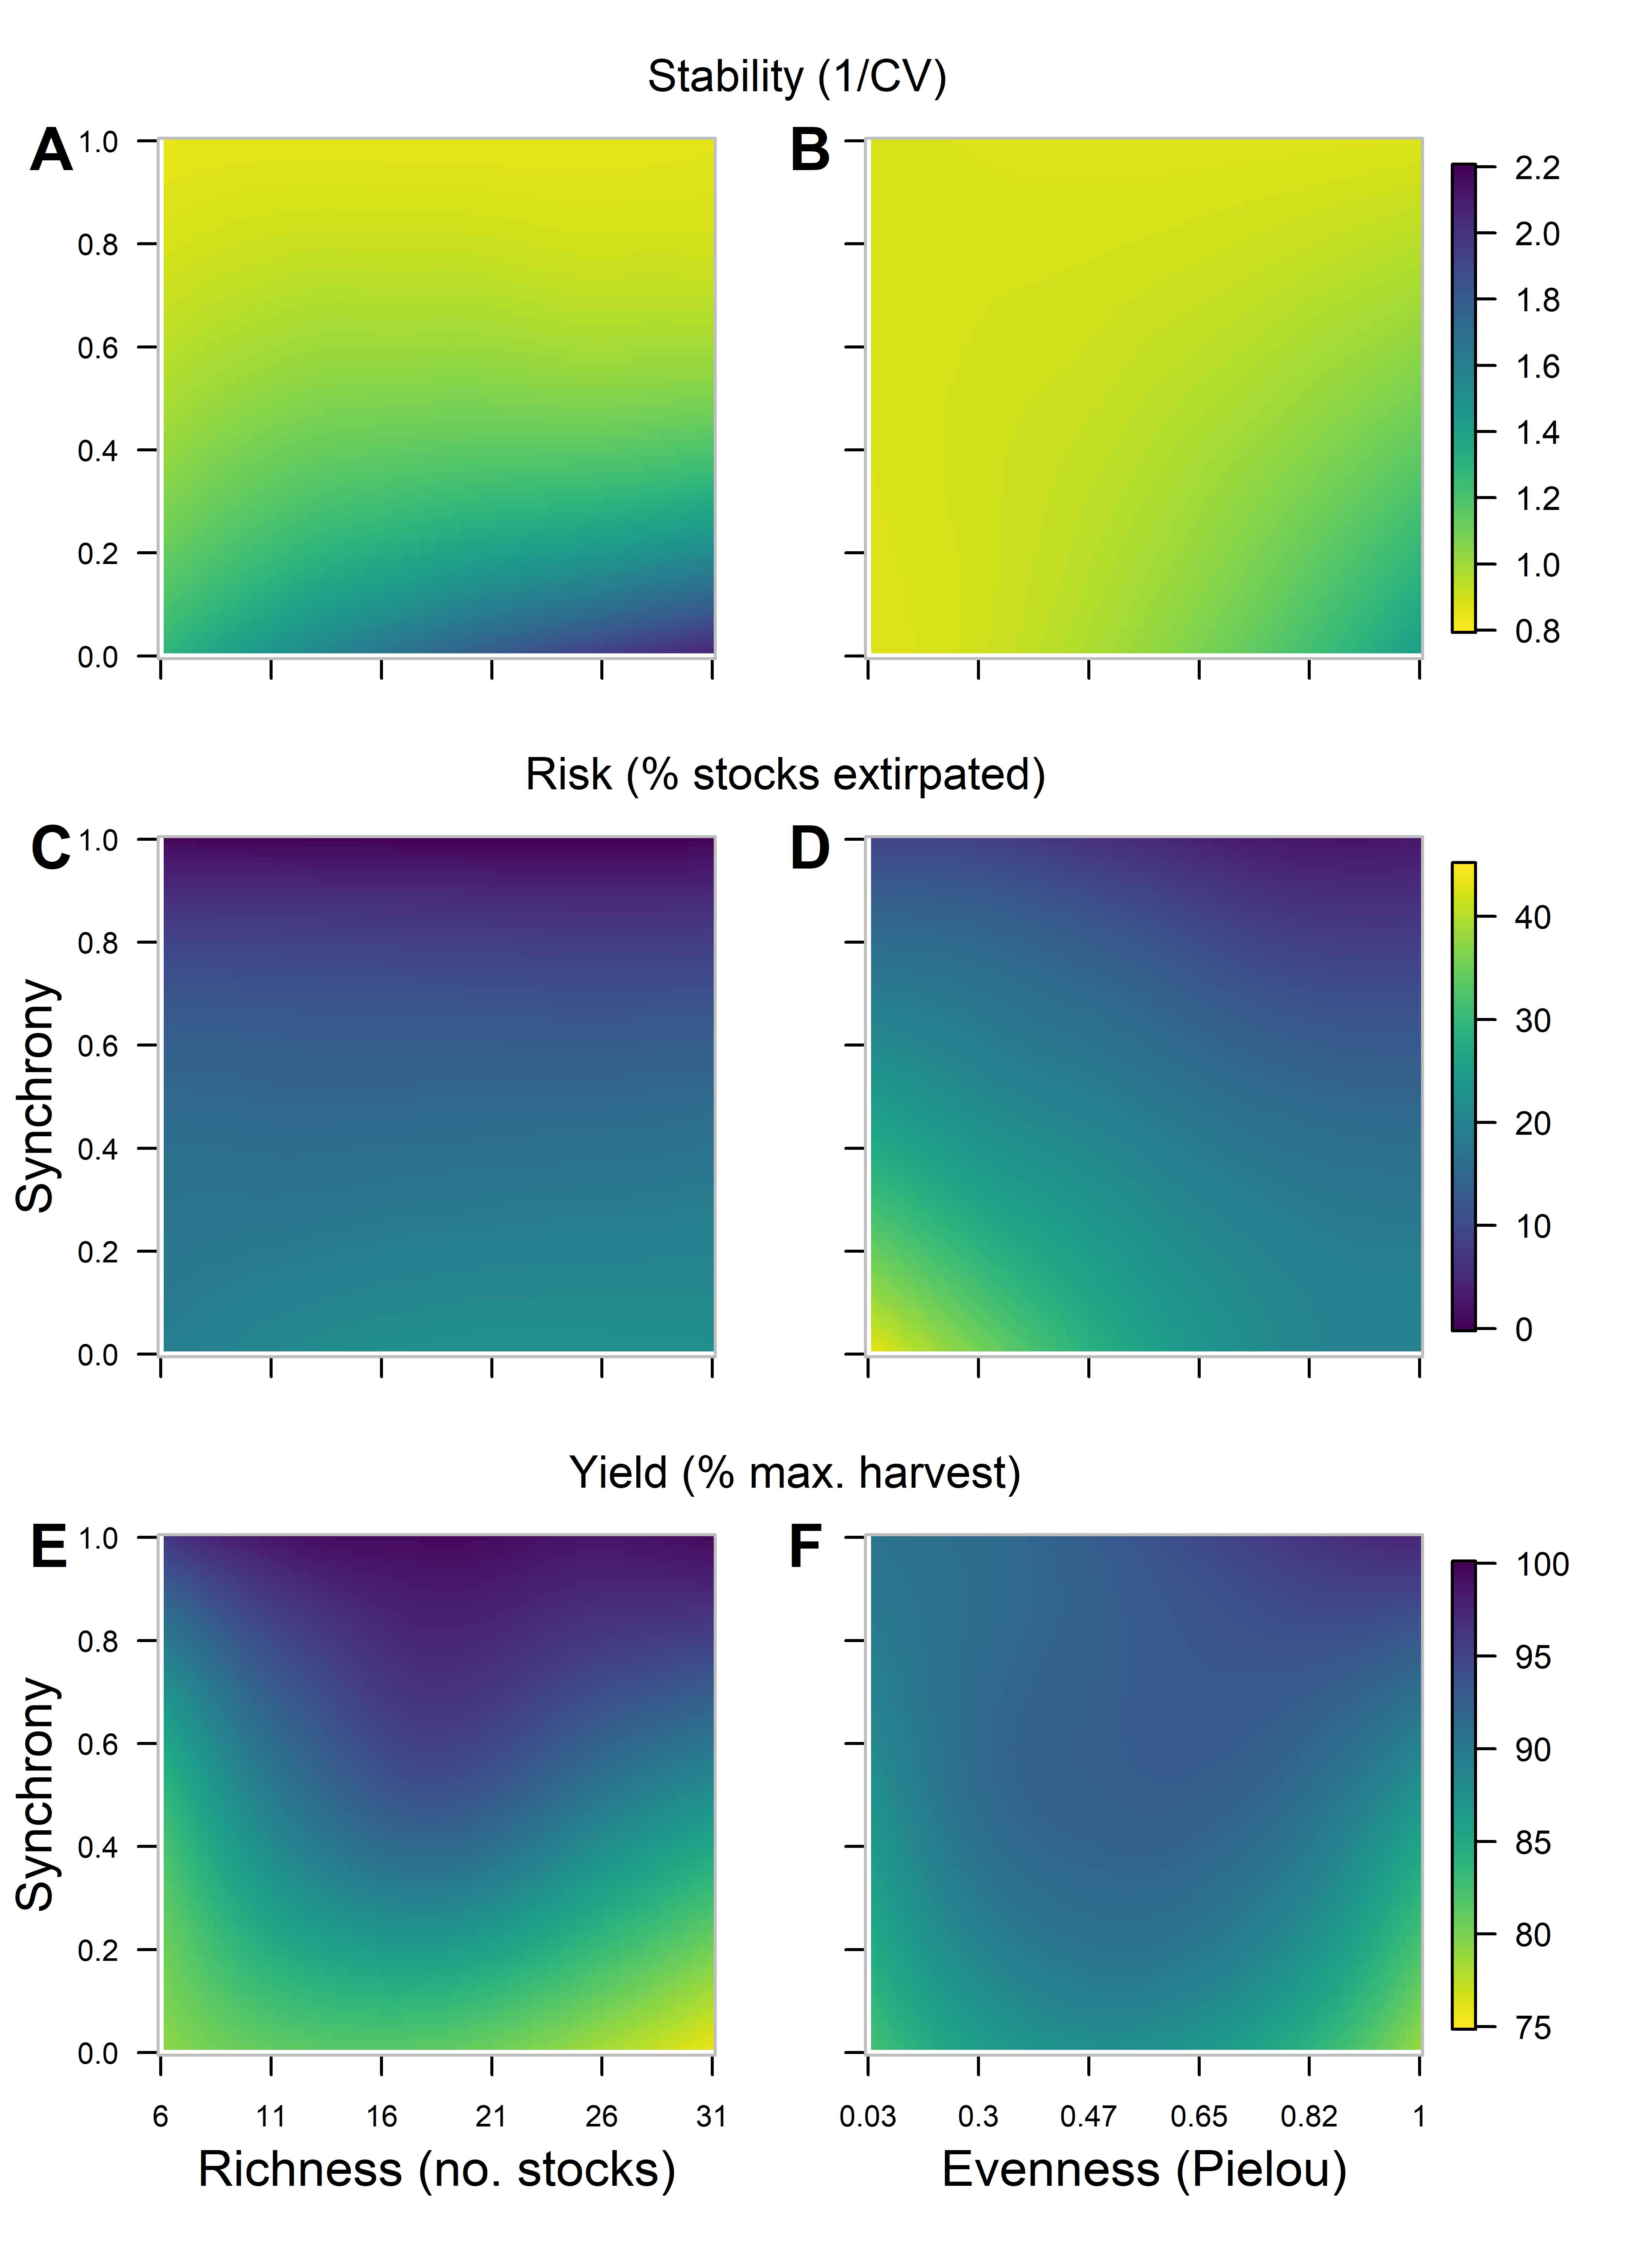 Stability (1/CV)
A
1.0
0.8
0.6
0.4
0.2
0.0
B
2.2
2.0
1.8
1.6
1.4
1.2
1.0
0.8
Risk (% stocks extirpated)
C
1.0
0.8
0.6
0.4
0.2
0.0
Synchrony
D
40
30
20
10
0
Yield (% max. harvest)
E
1.0
0.8
0.6
0.4
0.2
0.0
Synchrony
6 11 16 21 26 31
Richness (no. stocks)
F
100
95
90
85
80
75
0.03 0.3 0.47 0.65 0.82 1
Evenness (Pielou)